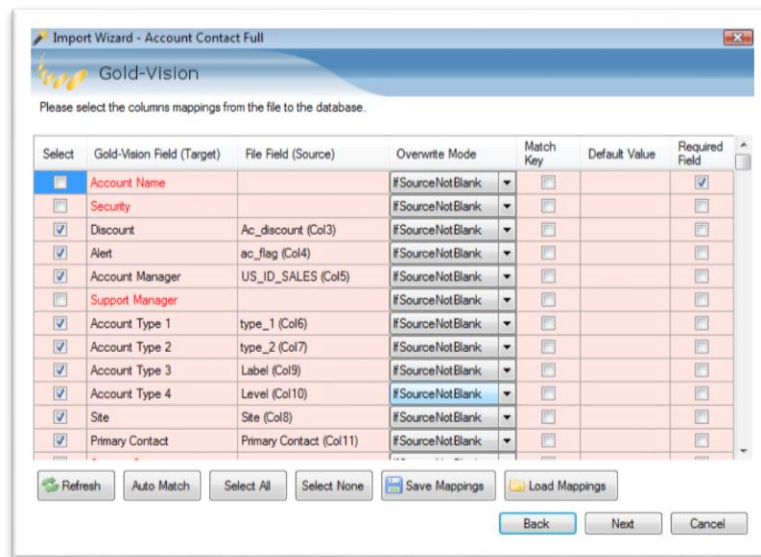 Import Wizard - Account Contact Full
Gold-Vision
Please select the columns mappings from the file to the database.
Select Gold-Vision Field (Target) File Field (Source) Overwrite Mode Match Key Default Value Required Field
Account Name IfSourceNotBlank
Security IfSourceNotBlank
Discount Ac_discount (Col3) IfSourceNotBlank
Alert ac_flag (Col4) IfSourceNotBlank
Account Manager US_ID_SALES (Col5) IfSourceNotBlank
Support Manager IfSourceNotBlank
Account Type 1 type_1 (Col6) IfSourceNotBlank
Account Type 2 type_2 (Col7) IfSourceNotBlank
Account Type 3 Label (Col9) IfSourceNotBlank
Account Type 4 Level (Col10) IfSourceNotBlank
Site Site (Col8) IfSourceNotBlank
Primary Contact Primary Contact (Col11) IfSourceNotBlank
Refresh Auto Match Select All Select None Save Mappings Load Mappings
Back Next Cancel